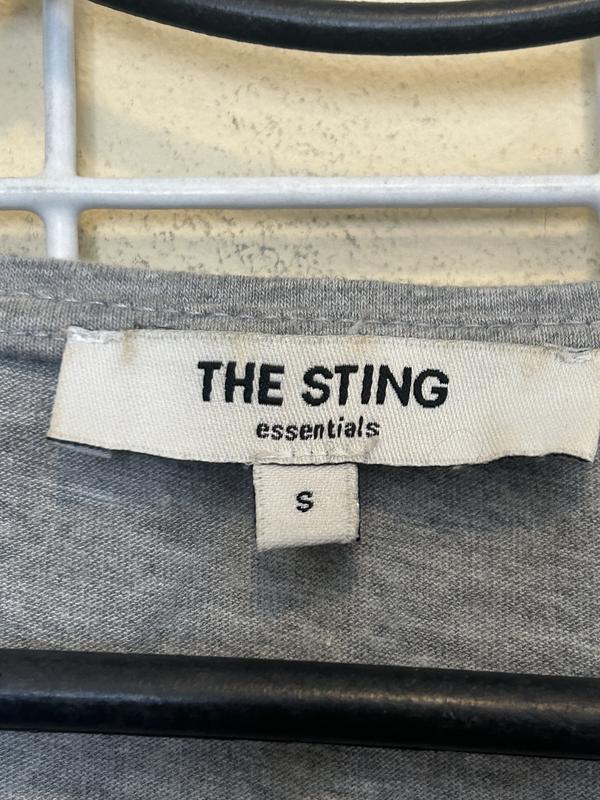 THE STING
essentials
S